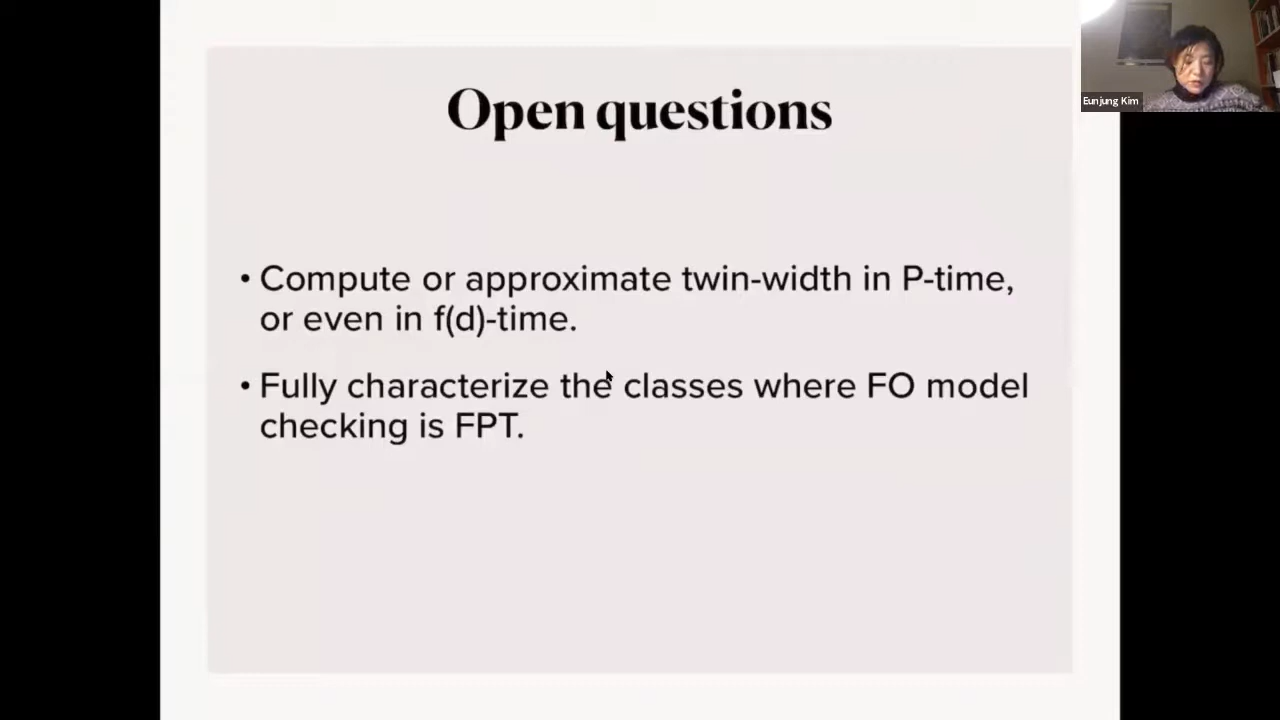 Open questions
Eunjung Kim
• Compute or approximate twin-width in P-time,
or even in f(d)-time.
• Fully characterize the classes where FO model
checking is FPT.